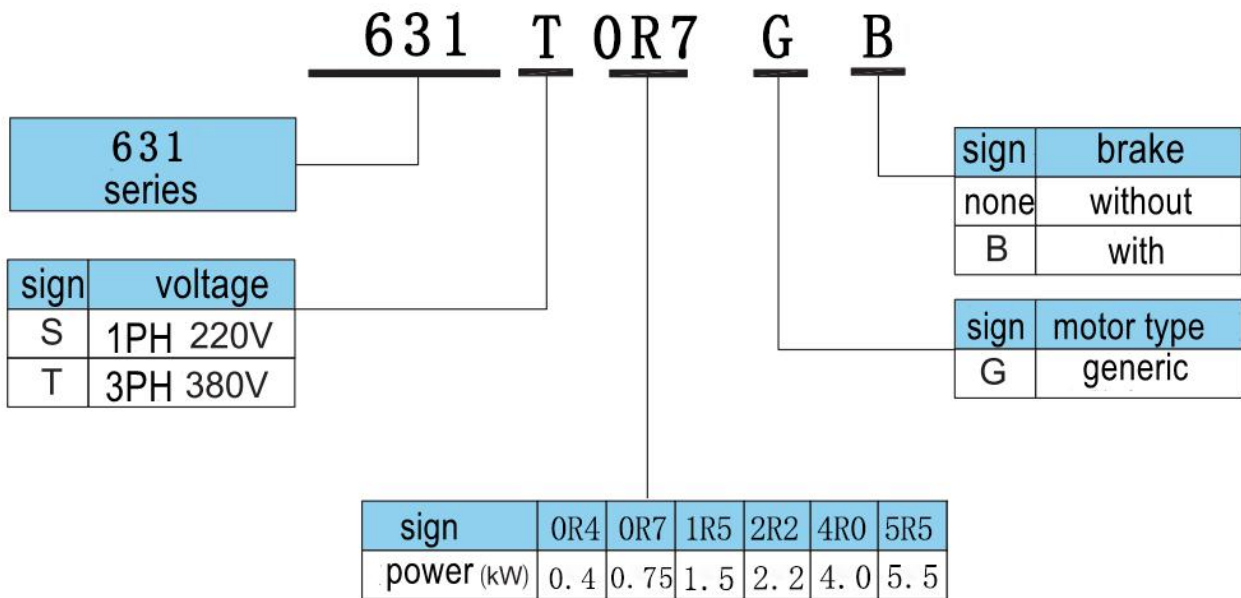 631 T 0R7 G B
631
series
sign voltage
S 1PH 220V
T 3PH 380V
sign brake
none without
B with
sign motor type
G generic
sign 0R4 0R7 1R5 2R2 4R0 5R5
power (kW) 0.4 0.75 1.5 2.2 4.0 5.5